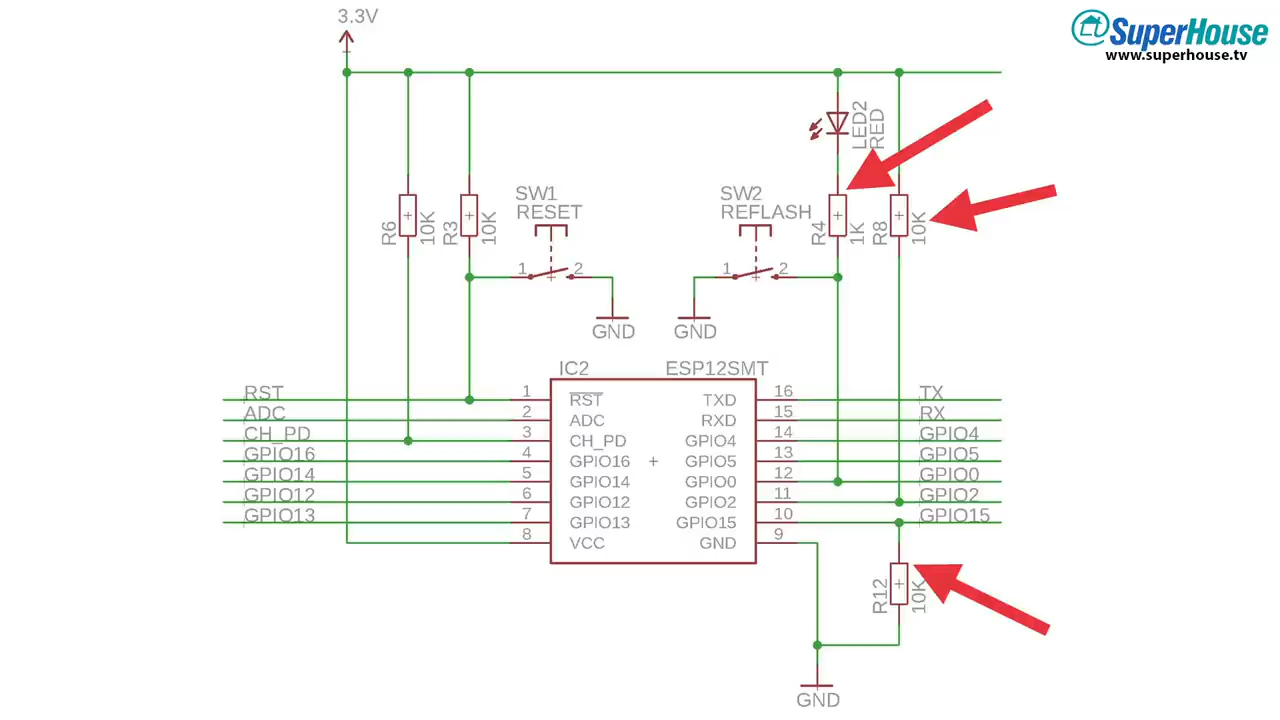 3.3V
@SuperHouse
www.superhouse.tv
LED2
RED
SW1
RESET
SW2
REFLASH
R6
10K
R3
10K
R4
1K
R8
10K
1
2
1
2
GND
GND
IC2
ESP12SMT
RST
1
RST
TXD
16
TX
ADC
2
ADC
RXD
15
RX
CH_PD
3
CH_PD
GPIO4
14
GPIO4
GPIO16
4
GPIO16
GPIO5
13
GPIO5
GPIO14
5
GPIO14
GPIO0
12
GPIO0
GPIO12
6
GPIO12
GPIO2
11
GPIO2
GPIO13
7
GPIO13
GPIO15
10
GPIO15
8
VCC
GND
9
R12
10K
GND